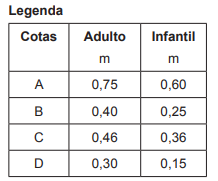 Legenda
Cotas Adulto Infantil
m m
A 0,75 0,60
B 0,40 0,25
C 0,46 0,36
D 0,30 0,15